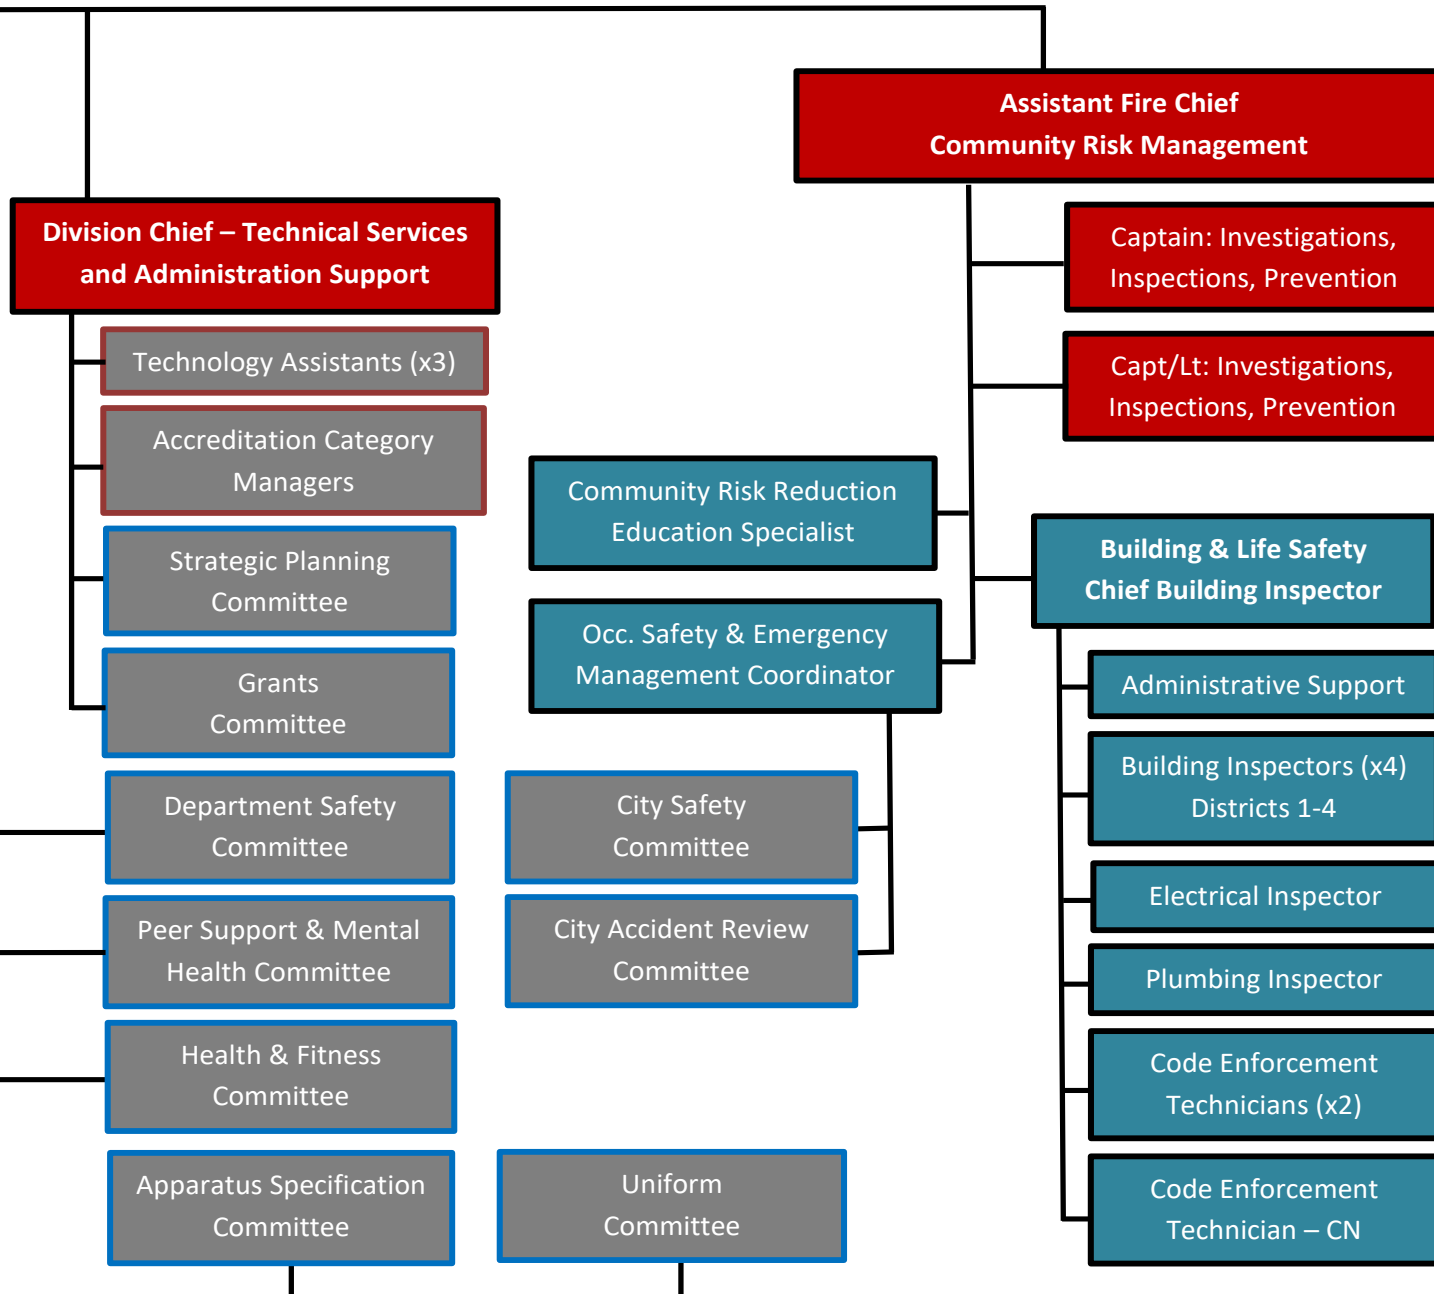 Assistant Fire Chief
Community Risk Management
Division Chief – Technical Services
and Administration Support
Captain: Investigations,
Inspections, Prevention
Technology Assistants (x3)
Capt/Lt: Investigations,
Inspections, Prevention
Accreditation Category
Managers
Community Risk Reduction
Education Specialist
Strategic Planning
Committee
Building & Life Safety
Chief Building Inspector
Occ. Safety & Emergency
Management Coordinator
Grants
Committee
Administrative Support
Building Inspectors (x4)
Districts 1-4
Department Safety
Committee
City Safety
Committee
Electrical Inspector
Peer Support & Mental
Health Committee
City Accident Review
Committee
Plumbing Inspector
Health & Fitness
Committee
Code Enforcement
Technicians (x2)
Apparatus Specification
Committee
Uniform
Committee
Code Enforcement
Technician – CN